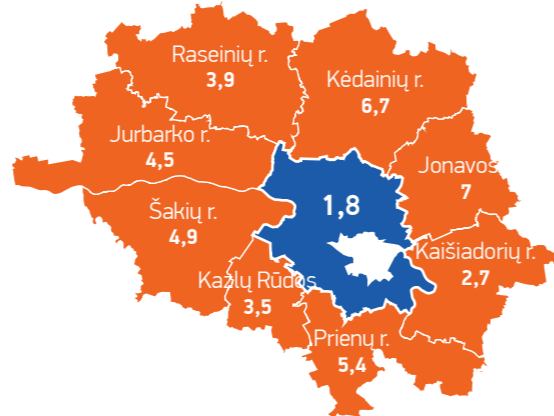 Raseinių r.
3,9
Kėdainių r.
6,7
Jurbarko r.
4,5
Jonavos
7
Šakių r.
4,9
1,8
Kaišiadorių r.
2,7
Kazlų Rūdos
3,5
Prienų r.
5,4